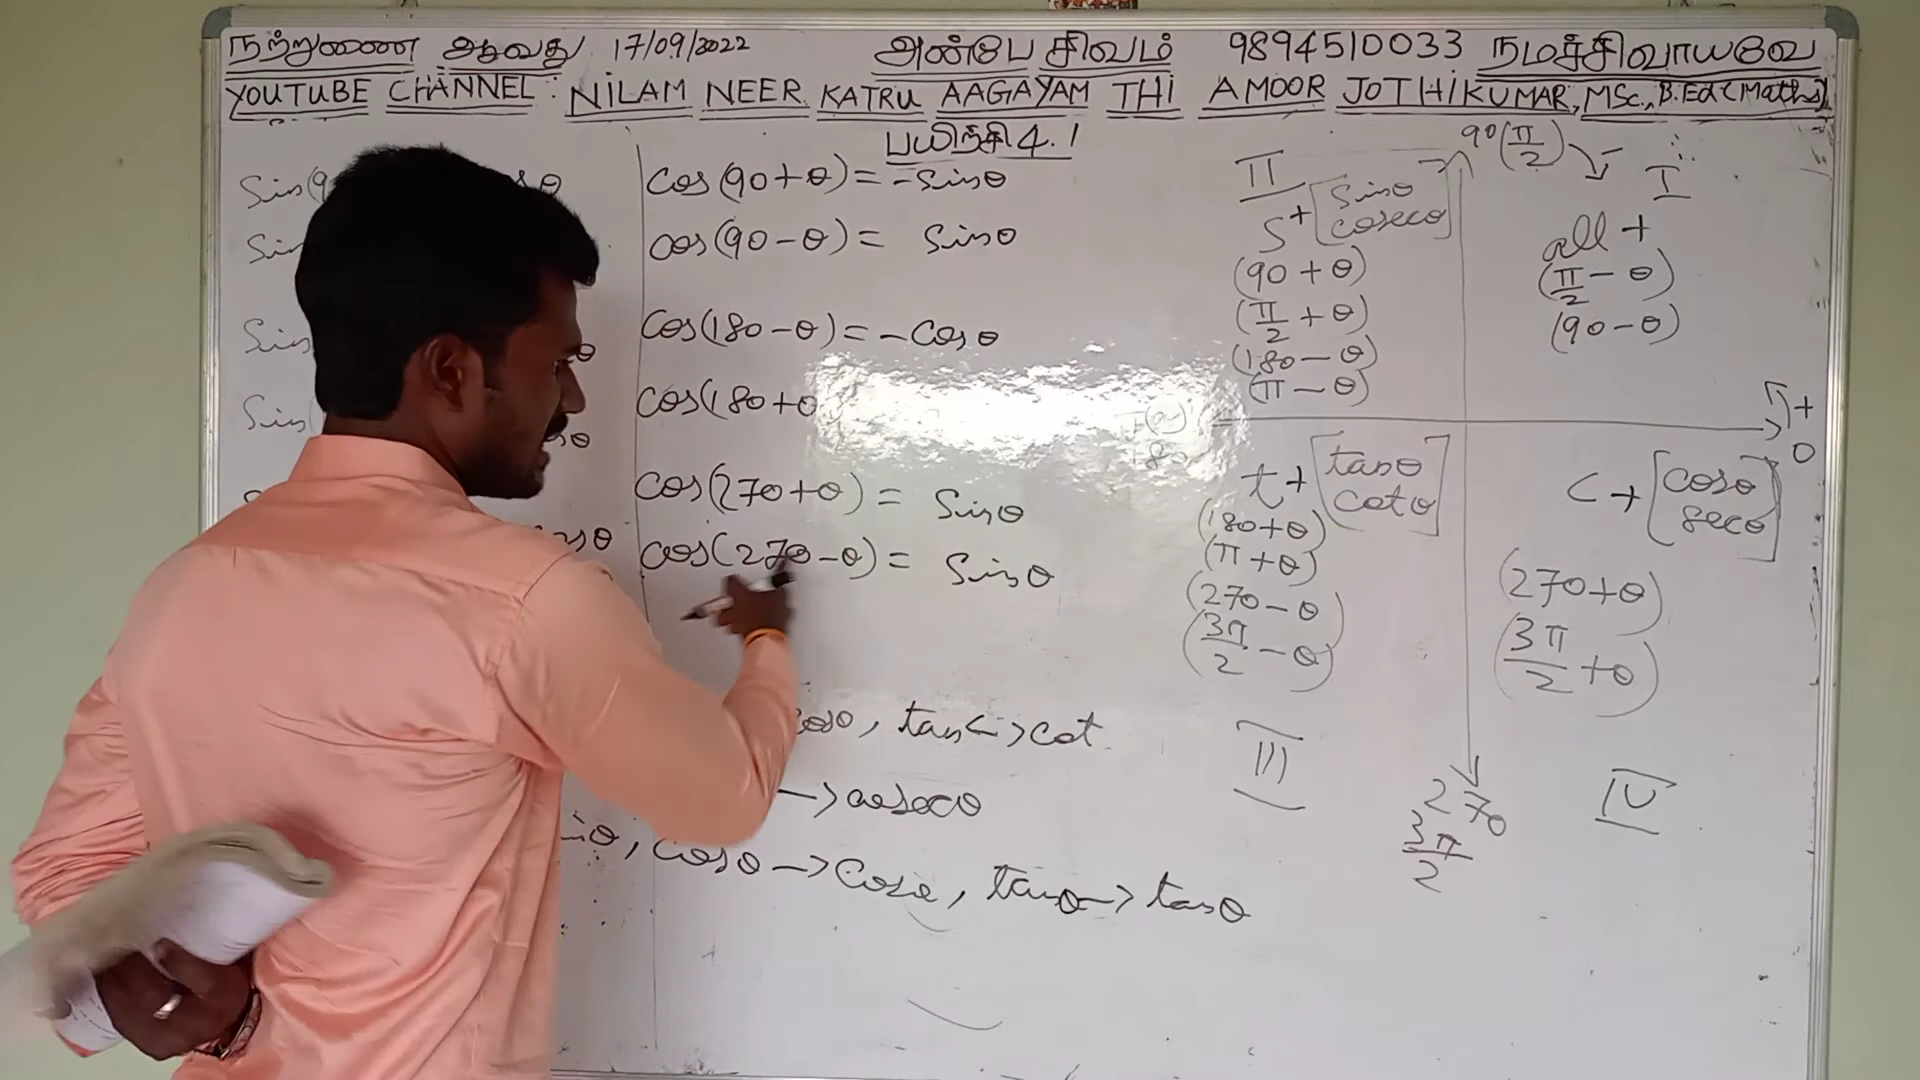 நற்றுணை ஆவது 17/09/2022 அன்பே சிவம் 9894510033 நமச்சிவாயவே
YOUTUBE CHANNEL : NILAM NEER KATRU AAGAYAM THI AMOOR JOTHIKUMAR, MSc., B.Ed (Maths)
பயிற்சி 4.1
cos(90+θ) = -sinθ
cos(90-θ) = sinθ
cos(180-θ) = -cosθ
cos(180+θ
cos(270+θ) = sinθ
cos(270-θ) = sinθ
cosθ, tan<->cot
->cosecθ
inθ, cosθ->cosθ, tanθ->tanθ
90(π/2)
II
S+ [sinθ
cosecθ]
(90+θ)
(π/2+θ)
(180-θ)
(π-θ)
I
all +
(π/2-θ)
(90-θ)
+
0
t+ [tanθ
cotθ]
(180+θ)
(π+θ)
(270-θ)
(3π/2-θ)
III
C+ [cosθ
secθ]
(270+θ)
(3π/2+θ)
IV
270
3π/2